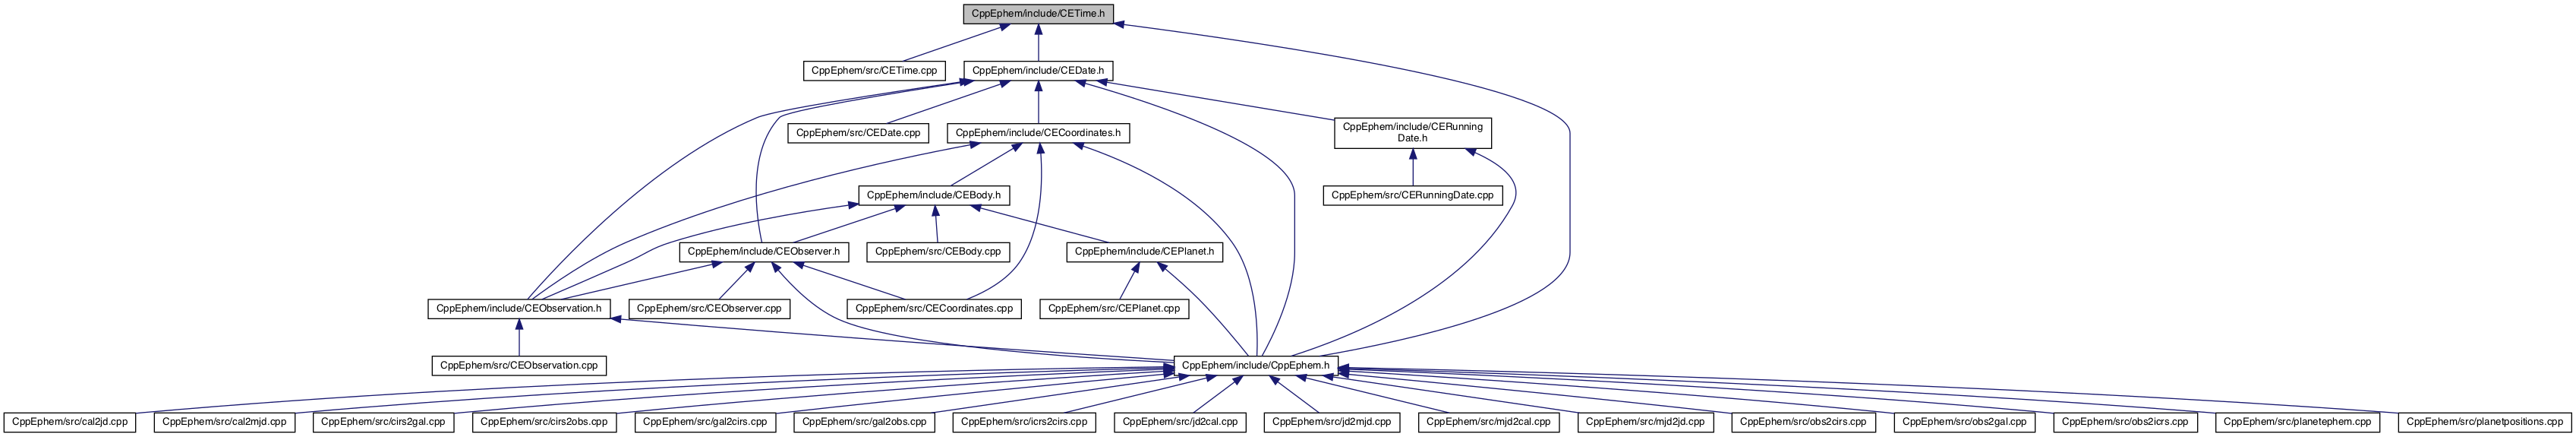 CppEphem/include/CETime.h
CppEphem/src/CETime.cpp
CppEphem/include/CEDate.h
CppEphem/src/CEDate.cpp
CppEphem/include/CECoordinates.h
CppEphem/include/CERunning
Date.h
CppEphem/include/CEBody.h
CppEphem/src/CERunningDate.cpp
CppEphem/include/CEObserver.h
CppEphem/src/CEBody.cpp
CppEphem/include/CEPlanet.h
CppEphem/include/CEObservation.h
CppEphem/src/CEObserver.cpp
CppEphem/src/CECoordinates.cpp
CppEphem/src/CEPlanet.cpp
CppEphem/src/CEObservation.cpp
CppEphem/include/CppEphem.h
CppEphem/src/cal2jd.cpp
CppEphem/src/cal2mjd.cpp
CppEphem/src/cirs2gal.cpp
CppEphem/src/cirs2obs.cpp
CppEphem/src/gal2cirs.cpp
CppEphem/src/gal2obs.cpp
CppEphem/src/icrs2cirs.cpp
CppEphem/src/jd2cal.cpp
CppEphem/src/jd2mjd.cpp
CppEphem/src/mjd2cal.cpp
CppEphem/src/mjd2jd.cpp
CppEphem/src/obs2cirs.cpp
CppEphem/src/obs2gal.cpp
CppEphem/src/obs2icrs.cpp
CppEphem/src/planetephem.cpp
CppEphem/src/planetpositions.cpp